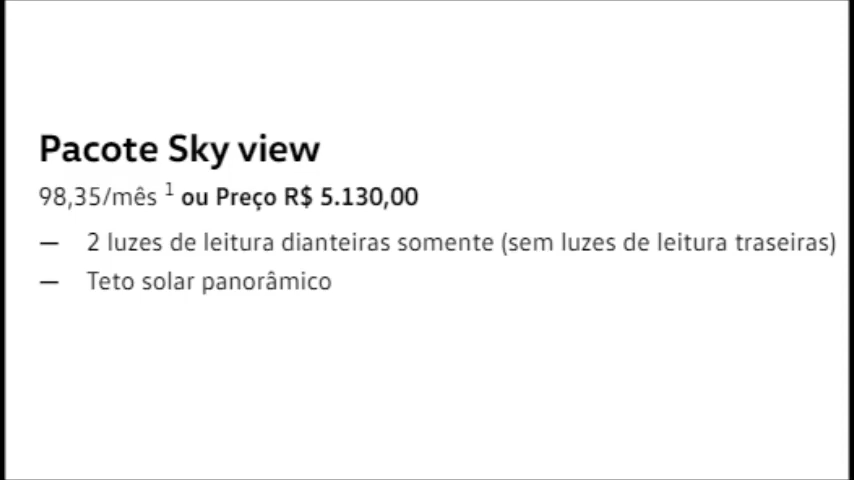 Pacote Sky view
98,35/mês ¹ ou Preço R$ 5.130,00
— 2 luzes de leitura dianteiras somente (sem luzes de leitura traseiras)
— Teto solar panorâmico